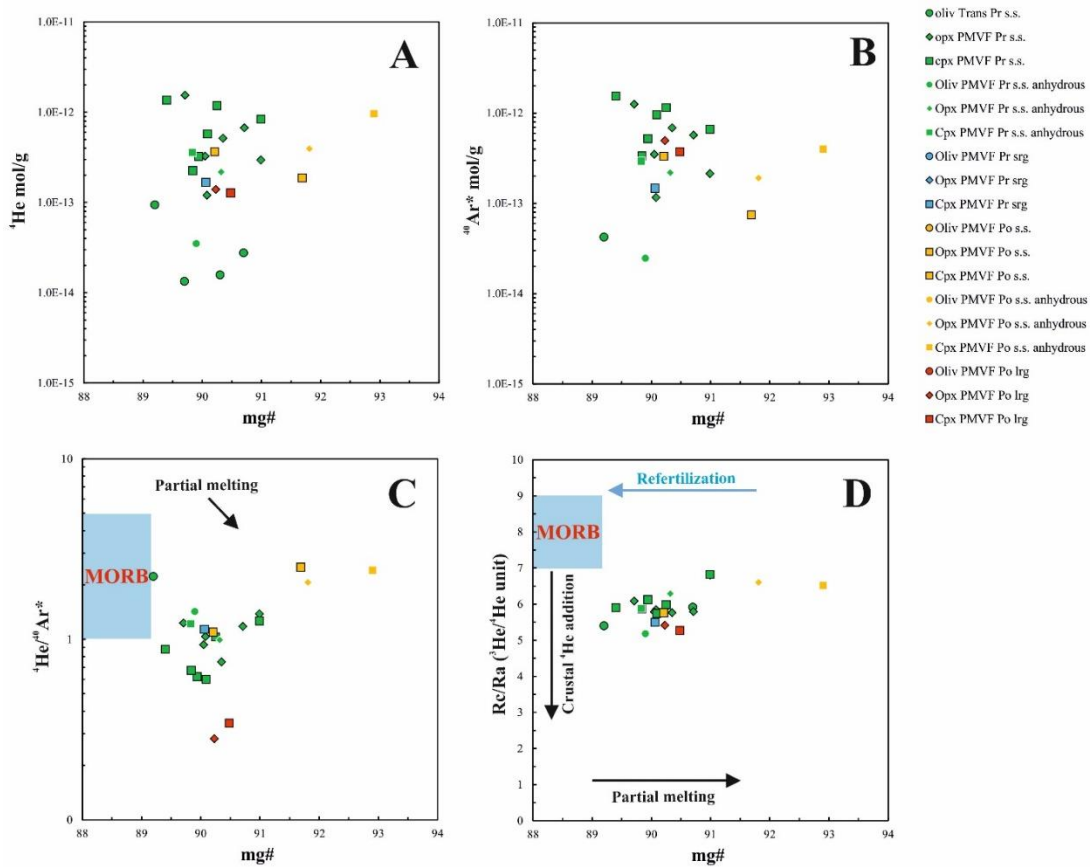 A
1.0E-11
1.0E-12
1.0E-13
1.0E-14
1.0E-15
⁴He mol/g
88 89 90 91 92 93 94
mg#
B
1.0E-11
1.0E-12
1.0E-13
1.0E-14
1.0E-15
⁴⁰Ar* mol/g
88 89 90 91 92 93 94
mg#
oliv Trans Pr s.s.
opx PMVF Pr s.s.
cpx PMVF Pr s.s.
Oliv PMVF Pr s.s. anhydrous
Opx PMVF Pr s.s. anhydrous
Cpx PMVF Pr s.s. anhydrous
Oliv PMVF Pr srg
Opx PMVF Pr srg
Cpx PMVF Pr srg
Oliv PMVF Po s.s.
Opx PMVF Po s.s.
Cpx PMVF Po s.s.
Oliv PMVF Po s.s. anhydrous
Opx PMVF Po s.s. anhydrous
Cpx PMVF Po s.s. anhydrous
Oliv PMVF Po lrg
Opx PMVF Po lrg
Cpx PMVF Po lrg
C
Partial melting
MORB
10
1
0
⁴He/⁴⁰Ar*
88 89 90 91 92 93 94
mg#
D
Refertilization
MORB
Crustal ⁴He addition
Partial melting
10
9
8
7
6
5
4
3
2
1
0
Rc/Ra (³He/⁴He unit)
88 89 90 91 92 93 94
mg#